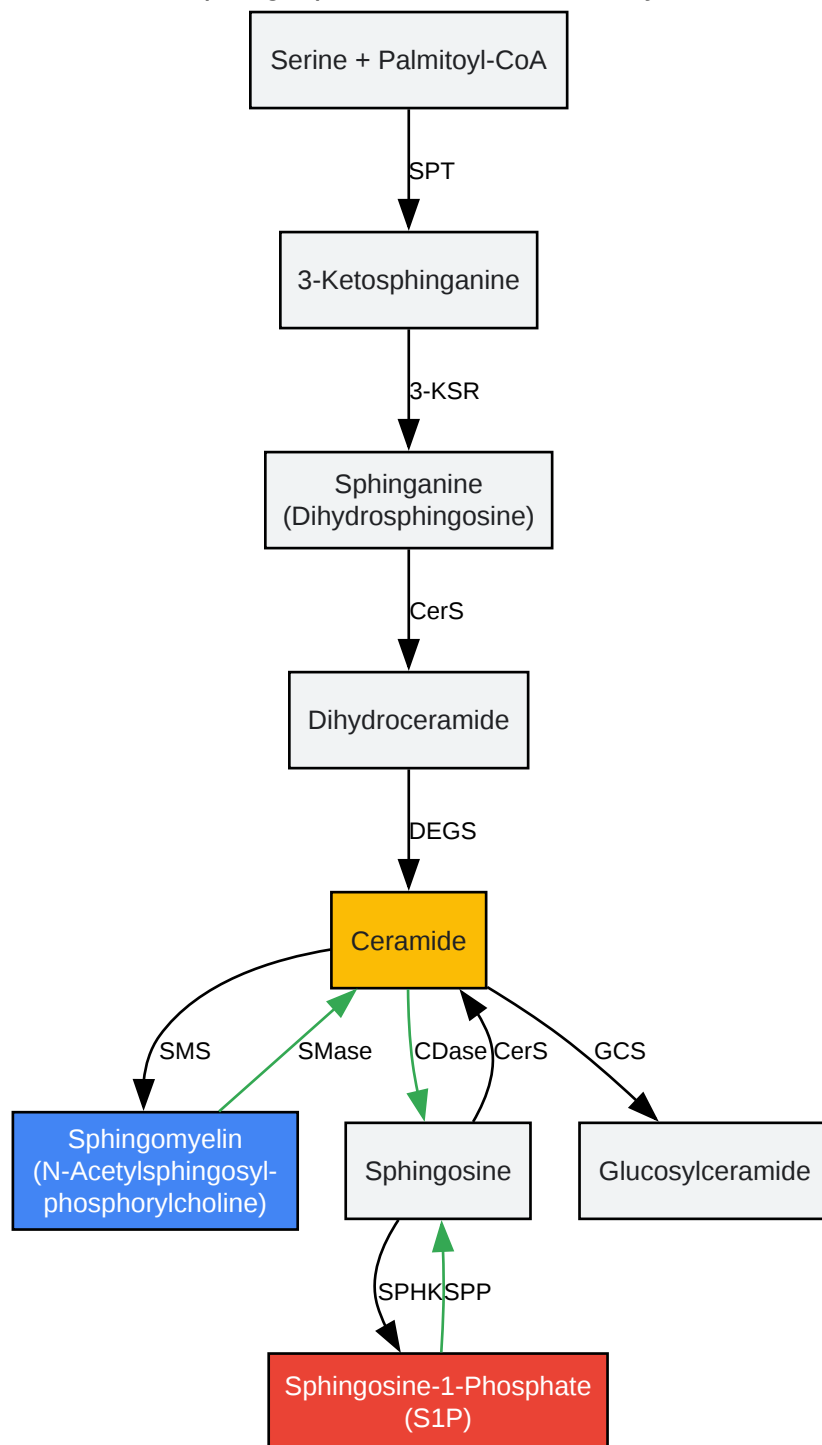 Serine + Palmitoyl-CoA
SPT
3-Ketosphinganine
3-KSR
Sphinganine
(Dihydrosphingosine)
CerS
Dihydroceramide
DEGS
Ceramide
SMS
SMase
CDase
CerS
GCS
Sphingomyelin
(N-Acetylsphingosyl-
phosphorylcholine)
Sphingosine
Glucosylceramide
SPHK
SPP
Sphingosine-1-Phosphate
(S1P)